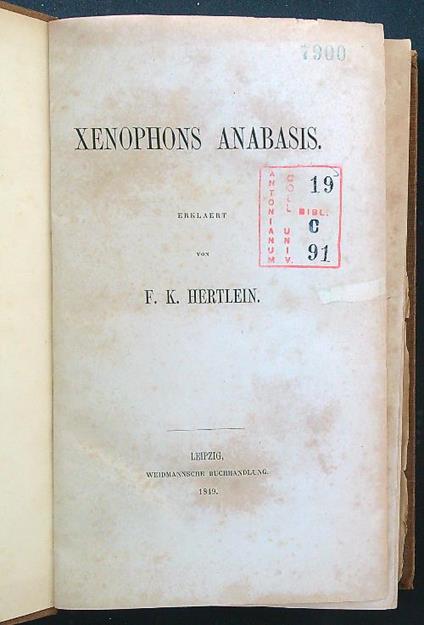 7900
XENOPHONS ANABASIS.
ANTONIANUM
COLL. UNIV.
BIBL.
19
C
91
ERKLAERT
VON
F. K. HERTLEIN.
LEIPZIG,
WEIDMANNSCHE BUCHHANDLUNG.
1849.